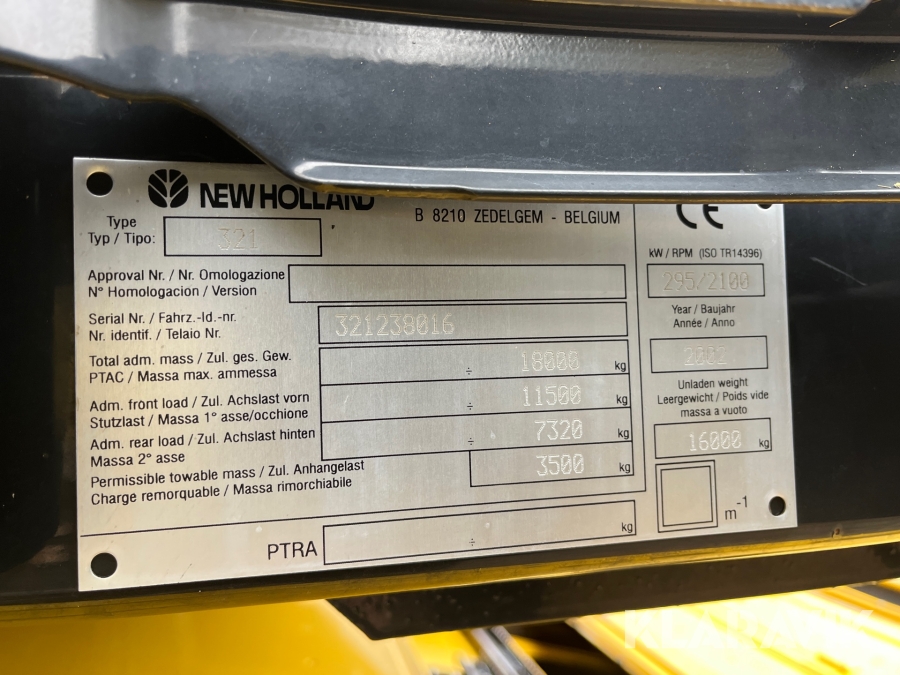 NEW HOLLAND
B 8210 ZEDELGEM - BELGIUM
CE
Type
Typ / Tipo: 321
kW / RPM (ISO TR14396)
295/2100
Approval Nr. / Nr. Omologazione
N° Homologacion / Version
Year / Baujahr
Année / Anno
2002
Serial Nr. / Fahrz.-Id.-nr.
Nr. identif. / Telaio Nr.
321238016
Total adm. mass / Zul. ges. Gew.
PTAC / Massa max. ammessa
÷ 18000 kg
Adm. front load / Zul. Achslast vorn
Stutzlast / Massa 1° asse/occhione
÷ 11500
Adm. rear load / Zul. Achslast hinten
Massa 2° asse
÷ 7320 kg
Permissible towable mass / Zul. Anhangelast
Charge remorquable / Massa rimorchiabile
3500 kg
Unladen weight
Leergewicht / Poids vide
massa a vuoto
16000 kg
m-1
PTRA ÷ kg